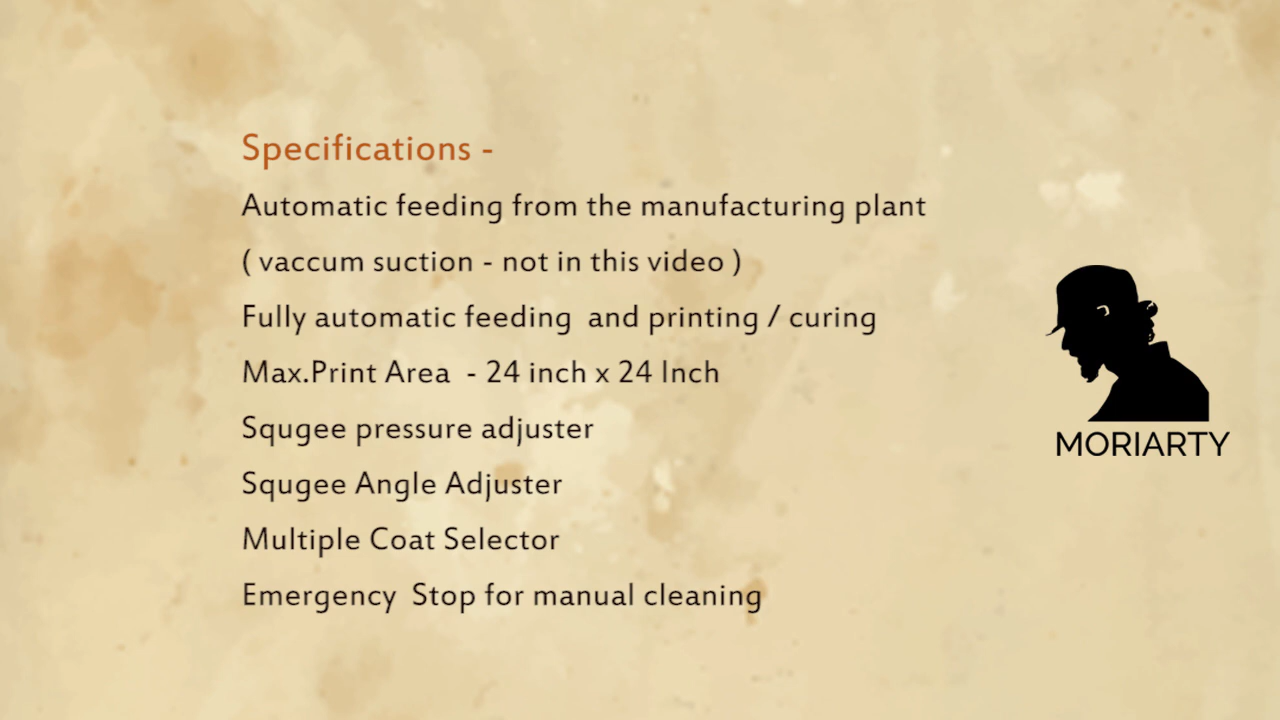 Specifications -
Automatic feeding from the manufacturing plant
( vaccum suction - not in this video )
Fully automatic feeding  and printing / curing
Max.Print Area  - 24 inch x 24 Inch
Squgee pressure adjuster
Squgee Angle Adjuster
Multiple Coat Selector
Emergency  Stop for manual cleaning
MORIARTY